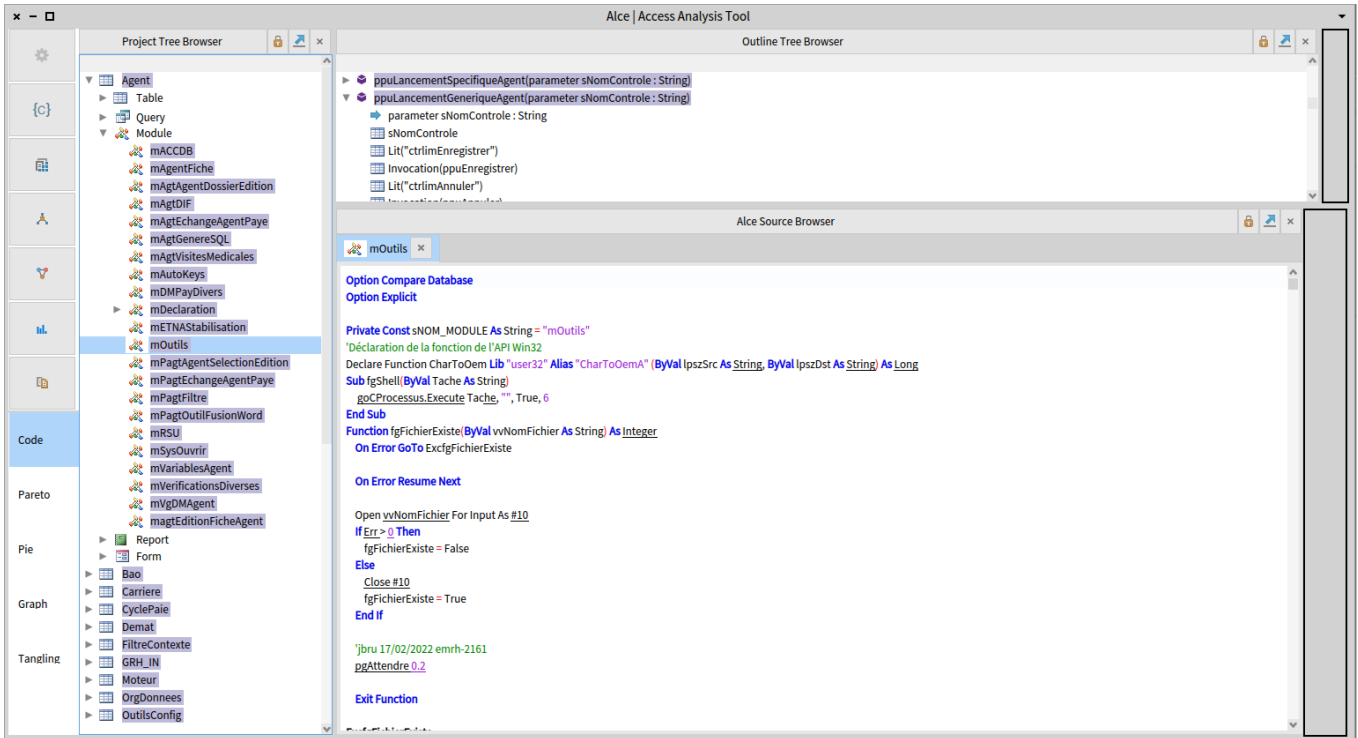 Alce | Access Analysis Tool
Project Tree Browser
Outline Tree Browser
{c}
Code
Pareto
Pie
Graph
Tangling
Agent
Table
Query
Module
mACCDB
mAgentFiche
mAgtAgentDossierEdition
mAgtDIF
mAgtEchangeAgentPaye
mAgtGenereSQL
mAgtVisitesMedicales
mAutoKeys
mDMPayDivers
mDeclaration
mETNAStabilisation
mOutils
mPagtAgentSelectionEdition
mPagtEchangeAgentPaye
mPagtFiltre
mPagtOutilFusionWord
mRSU
mSysOuvrir
mVariablesAgent
mVerificationsDiverses
mVgDMAgent
magtEditionFicheAgent
Report
Form
Bao
Carriere
CyclePaie
Demat
FiltreContexte
GRH_IN
Moteur
OrgDonnees
OutilsConfig
ppuLancementSpecifiqueAgent(parameter sNomControle : String)
ppuLancementGeneriqueAgent(parameter sNomControle : String)
parameter sNomControle : String
sNomControle
Lit("ctrlimEnregistrer")
Invocation(ppuEnregistrer)
Lit("ctrlimAnnuler")
Invocation(ppuAnnuler)
Alce Source Browser
mOutils
Option Compare Database
Option Explicit
Private Const sNOM_MODULE As String = "mOutils"
'Déclaration de la fonction de l'API Win32
Declare Function CharToOem Lib "user32" Alias "CharToOemA" (ByVal lpszSrc As String, ByVal lpszDst As String) As Long
Sub fgShell(ByVal Tache As String)
goCProcessus.Execute Tache, "", True, 6
End Sub
Function fgFichierExiste(ByVal vvNomFichier As String) As Integer
On Error GoTo ExcfgFichierExiste
On Error Resume Next
Open vvNomFichier For Input As #10
If Err > 0 Then
fgFichierExiste = False
Else
Close #10
fgFichierExiste = True
End If
'jbru 17/02/2022 emrh-2161
pgAttendre 0.2
Exit Function
ExcfgFichierExiste: